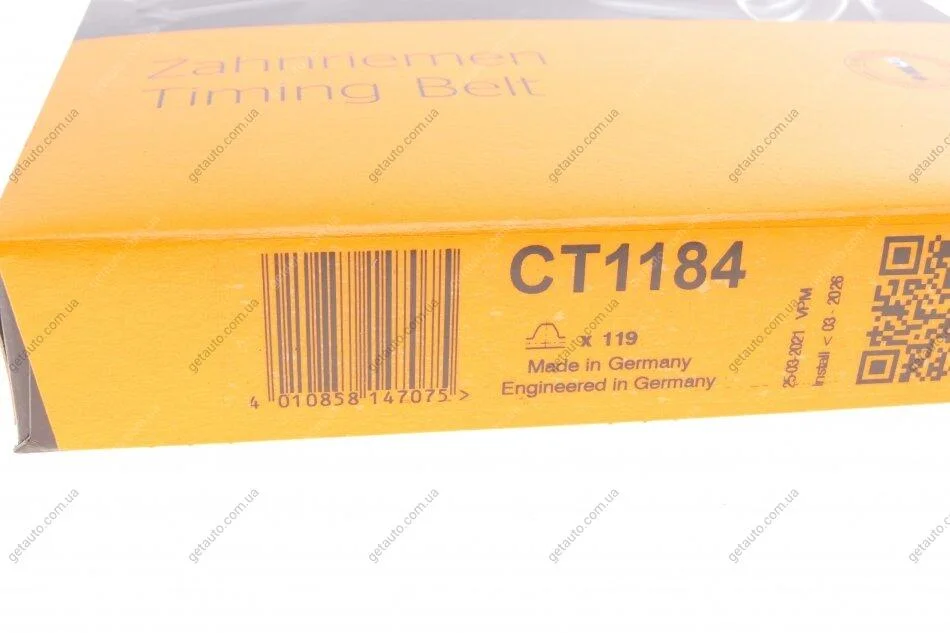 Zahnriemen
Timing Belt
CT1184
x 119
Made in Germany
Engineered in Germany
4 010858 147075 >
25-03-2021 VPM
Install < 03 - 2026
getauto.com.ua